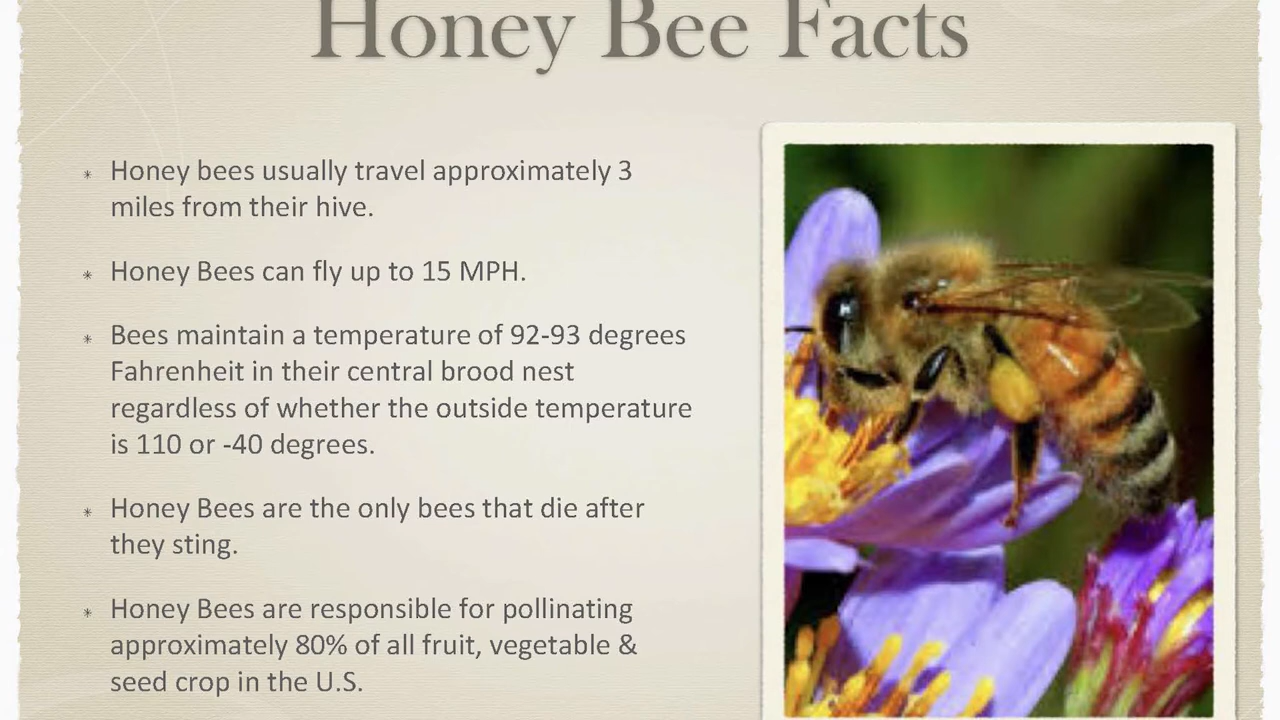 Honey Bee Facts
* Honey bees usually travel approximately 3
miles from their hive.
* Honey Bees can fly up to 15 MPH.
* Bees maintain a temperature of 92-93 degrees
Fahrenheit in their central brood nest
regardless of whether the outside temperature
is 110 or -40 degrees.
* Honey Bees are the only bees that die after
they sting.
* Honey Bees are responsible for pollinating
approximately 80% of all fruit, vegetable &
seed crop in the U.S.